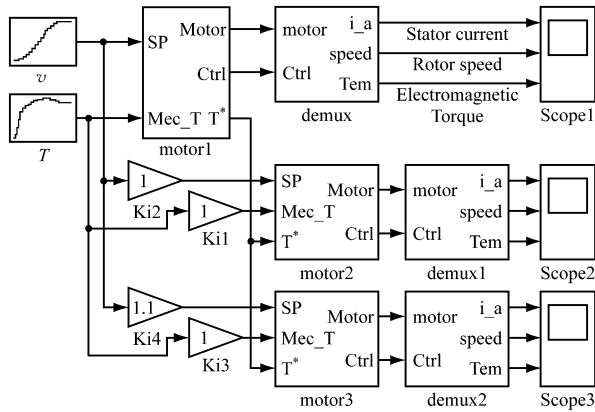 Motor
i_a
SP
motor
Stator current
speed
v
Ctrl
Ctrl
Rotor speed
Tem
Electromagnetic
Torque
Mec_T
T*
demux
Scope1
T
motor1
1
SP
Motor
motor
i_a
Ki2
1
Mec_T
speed
Ki1
T*
Ctrl
Ctrl
Tem
motor2
demux1
Scope2
1.1
SP
Motor
motor
i_a
Ki4
1
Mec_T
speed
Ki3
T*
Ctrl
Ctrl
Tem
motor3
demux2
Scope3